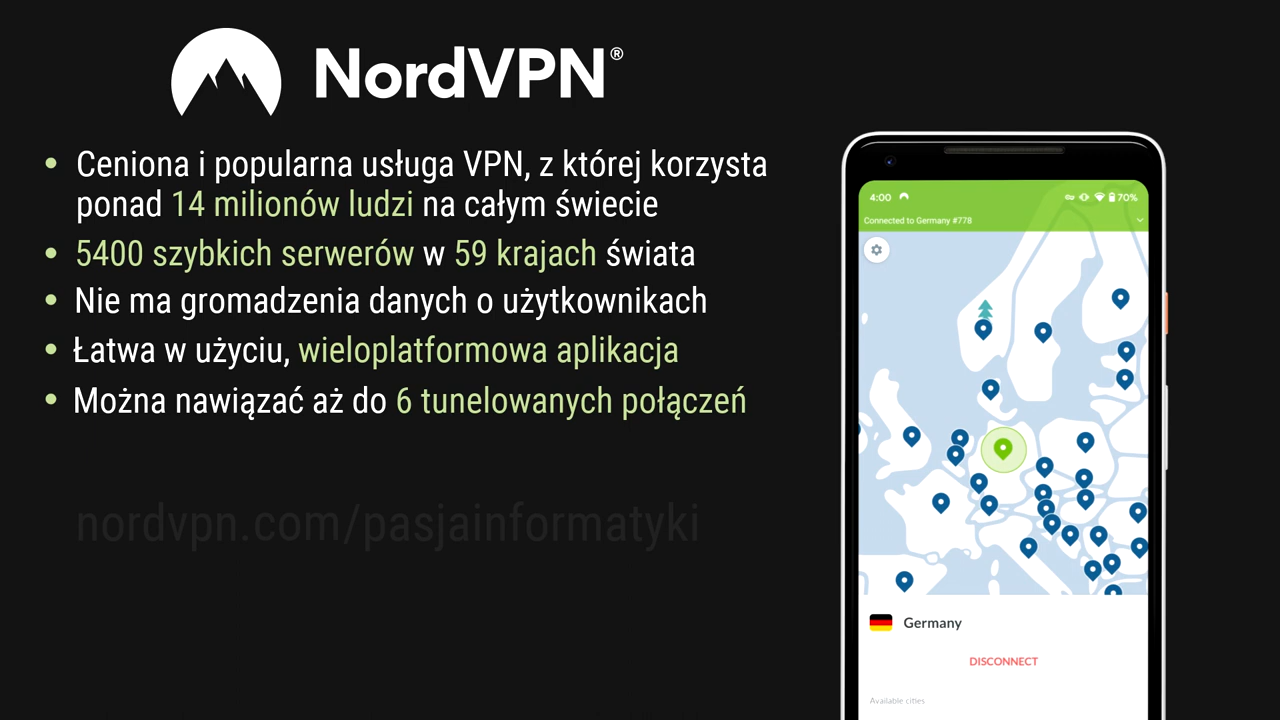 NordVPN®
• Ceniona i popularna usługa VPN, z której korzysta
ponad 14 milionów ludzi na całym świecie
• 5400 szybkich serwerów w 59 krajach świata
• Nie ma gromadzenia danych o użytkownikach
• Łatwa w użyciu, wieloplatformowa aplikacja
• Można nawiązać aż do 6 tunelowanych połączeń
nordvpn.com/pasjainformatyki
4:00 70%
Connected to Germany #778
Germany
DISCONNECT
Available cities